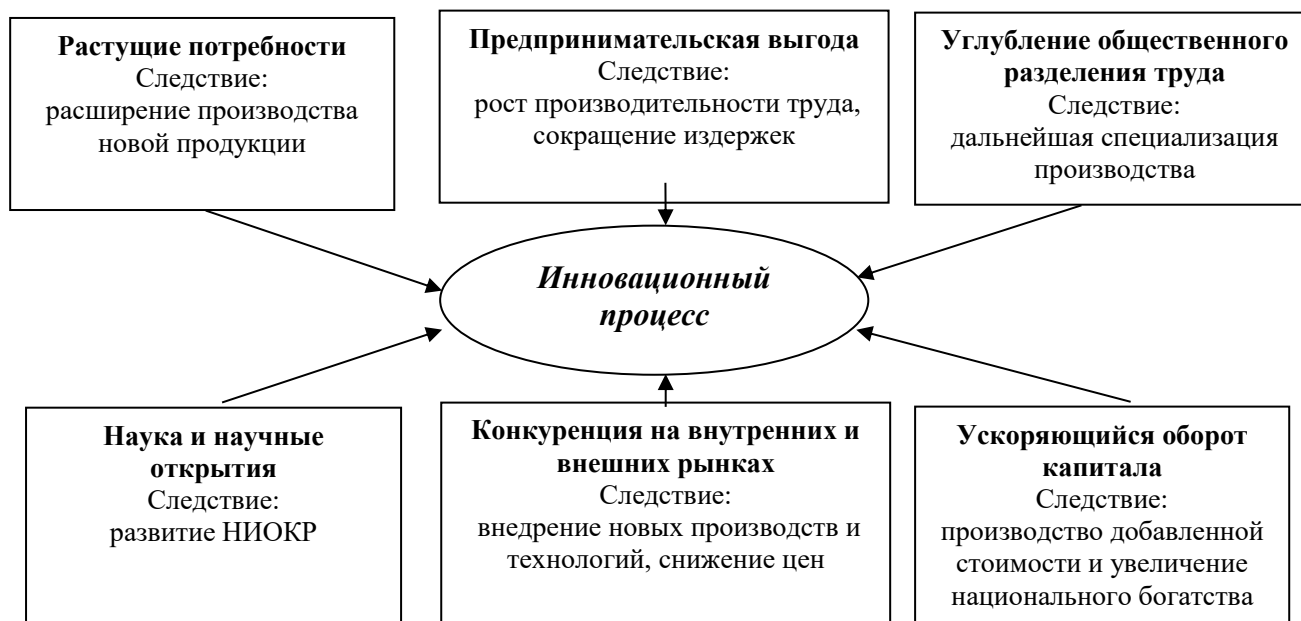 Растущие потребности
Следствие:
расширение производства
новой продукции
Предпринимательская выгода
Следствие:
рост производительности труда,
сокращение издержек
Углубление общественного
разделения труда
Следствие:
дальнейшая специализация
производства
Инновационный
процесс
Наука и научные
открытия
Следствие:
развитие НИОКР
Конкуренция на внутренних и
внешних рынках
Следствие:
внедрение новых производств и
технологий, снижение цен
Ускоряющийся оборот
капитала
Следствие:
производство добавленной
стоимости и увеличение
национального богатства